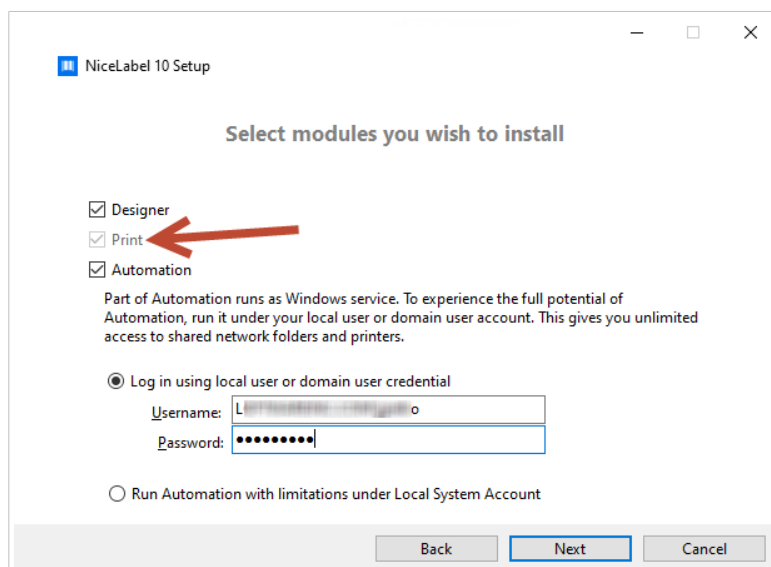 NiceLabel 10 Setup
Select modules you wish to install
Designer
Print
Automation
Part of Automation runs as Windows service. To experience the full potential of
Automation, run it under your local user or domain user account. This gives you unlimited
access to shared network folders and printers.
Log in using local user or domain user credential
Username:
Password:
Run Automation with limitations under Local System Account
Back Next Cancel